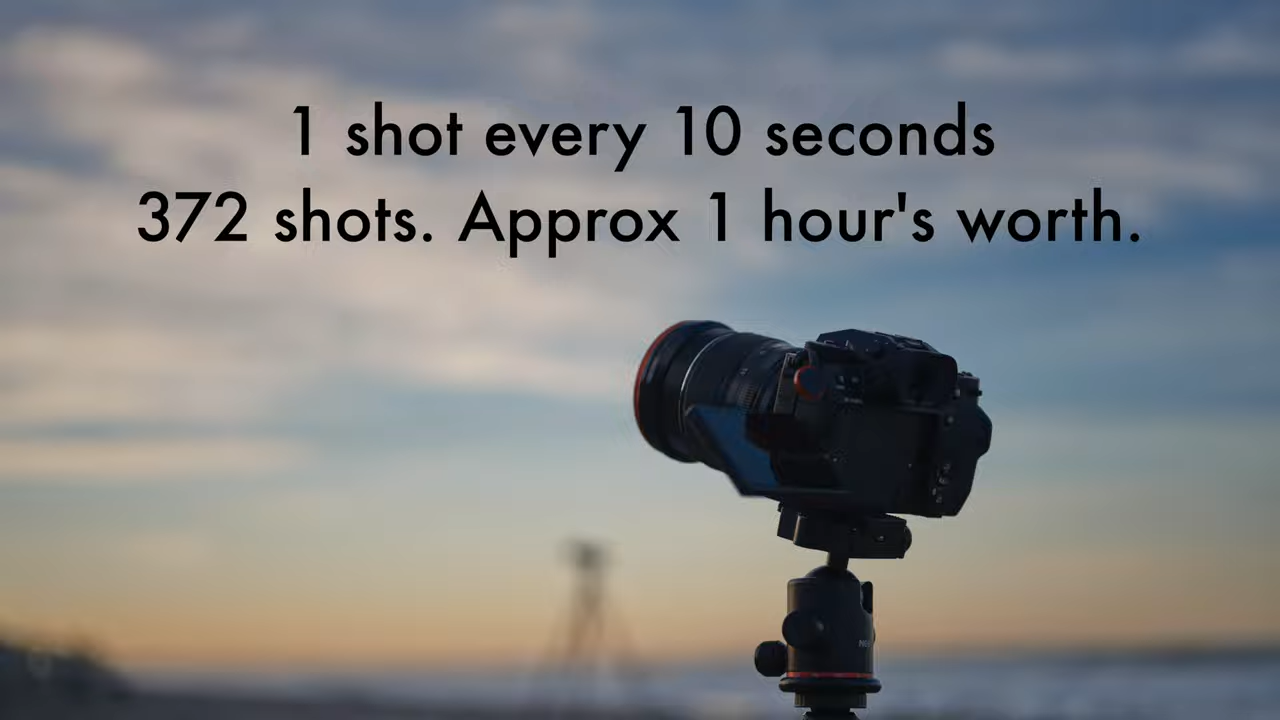 1 shot every 10 seconds
372 shots. Approx 1 hour's worth.